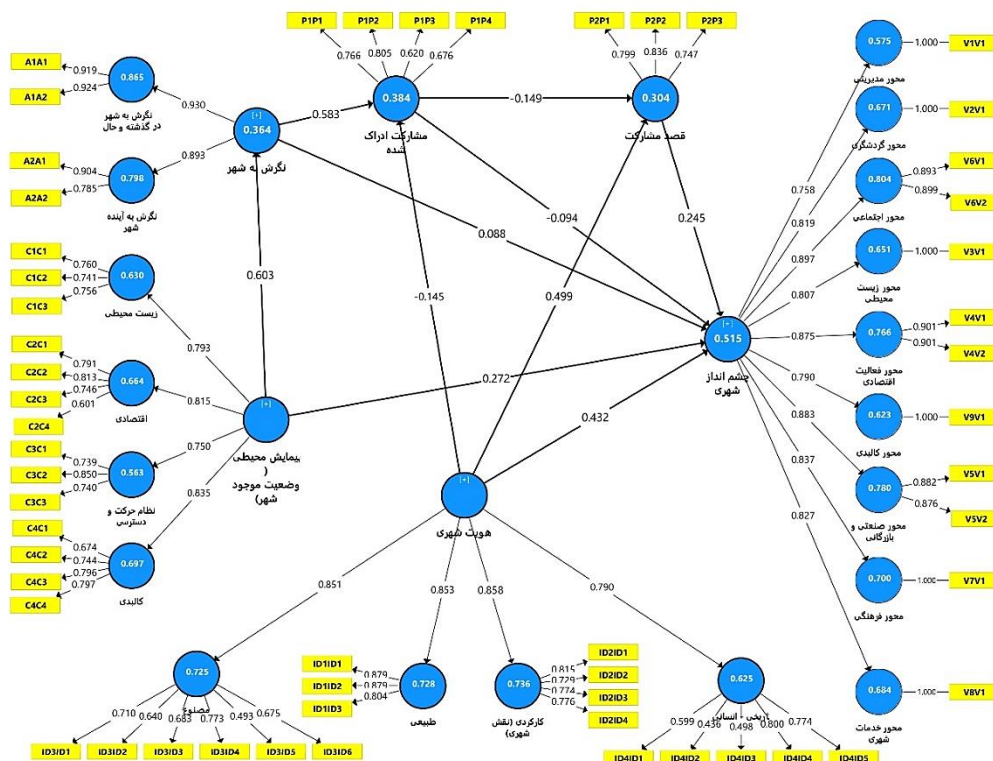 P1P1
P1P2
P1P3
P1P4
0.766
0.805
0.620
0.676
0.384
مشارکت ادراک
شده
P2P1
P2P2
P2P3
0.799
0.836
0.747
0.304
قصد مشارکت
-0.149
A1A1
A1A2
0.919
0.924
0.865
نگرش به شهر
در گذشته و حال
0.930
A2A1
A2A2
0.904
0.785
0.798
نگرش به آینده
شهر
0.893
[+]
0.364
نگرش به شهر
0.583
0.088
-0.094
0.245
0.603
-0.145
0.499
0.272
0.432
C1C1
C1C2
C1C3
0.760
0.741
0.756
0.630
زیست محیطی
0.793
C2C1
C2C2
C2C3
C2C4
0.791
0.813
0.746
0.601
0.664
اقتصادی
0.815
C3C1
C3C2
C3C3
0.739
0.850
0.740
0.563
نظام حرکت و
دسترسی
0.750
C4C1
C4C2
C4C3
C4C4
0.674
0.744
0.796
0.797
0.697
کالبدی
0.835
[+]
پیمایش محیطی
(
وضعیت موجود
شهر)
[+]
هویت شهری
[+]
0.515
چشم انداز
شهری
0.758
0.819
0.897
0.807
0.875
0.790
0.883
0.837
0.827
0.575
1.000
V1V1
محور مدیریتی
0.671
1.000
V2V1
محور گردشگری
0.804
0.893
0.899
V6V1
V6V2
محور اجتماعی
0.651
1.000
V3V1
محور زیست
محیطی
0.766
0.901
0.901
V4V1
V4V2
محور فعالیت
اقتصادی
0.623
1.000
V9V1
محور کالبدی
0.780
0.882
0.876
V5V1
V5V2
محور صنعتی و
بازرگانی
0.700
1.000
V7V1
محور فرهنگی
0.684
1.000
V8V1
محور خدمات
شهری
0.851
0.853
0.858
0.790
0.725
مصنوع
0.710
0.640
0.683
0.773
0.493
0.675
ID3ID1
ID3ID2
ID3ID3
ID3ID4
ID3ID5
ID3ID6
ID1ID1
ID1ID2
ID1ID3
0.879
0.879
0.804
0.728
طبیعی
0.736
کارکردی (نقش
شهری)
0.815
0.729
0.774
0.776
ID2ID1
ID2ID2
ID2ID3
ID2ID4
0.625
تاریخی - انسانی
0.599
0.436
0.498
0.800
0.774
ID4ID1
ID4ID2
ID4ID3
ID4ID4
ID4ID5